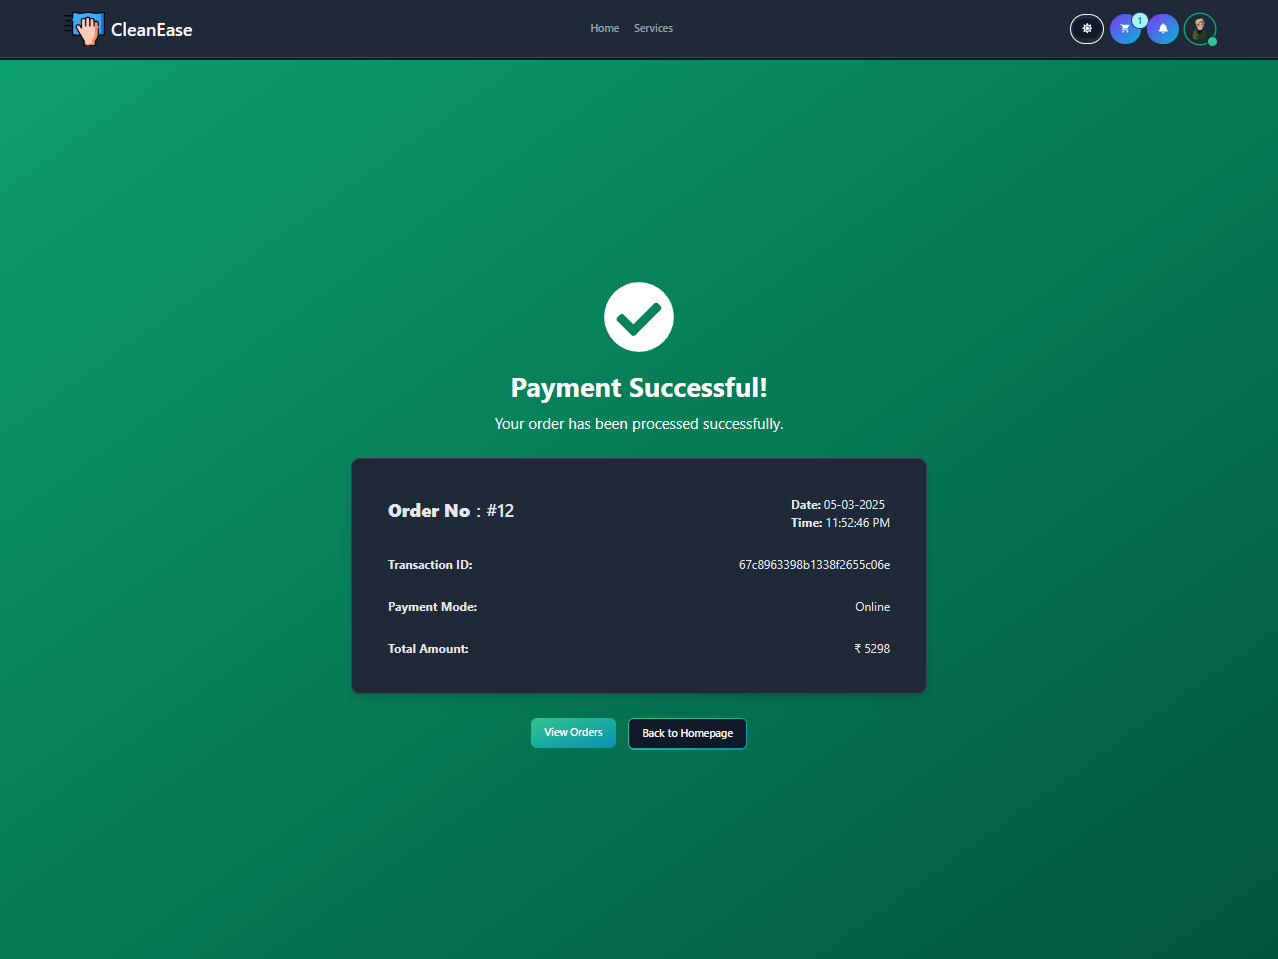 CleanEase
Home
Services
1
Payment Successful!
Your order has been processed successfully.
Order No : #12
Date: 05-03-2025
Time: 11:52:46 PM
Transaction ID:
67c8963398b1338f2655c06e
Payment Mode:
Online
Total Amount:
₹ 5298
View Orders
Back to Homepage